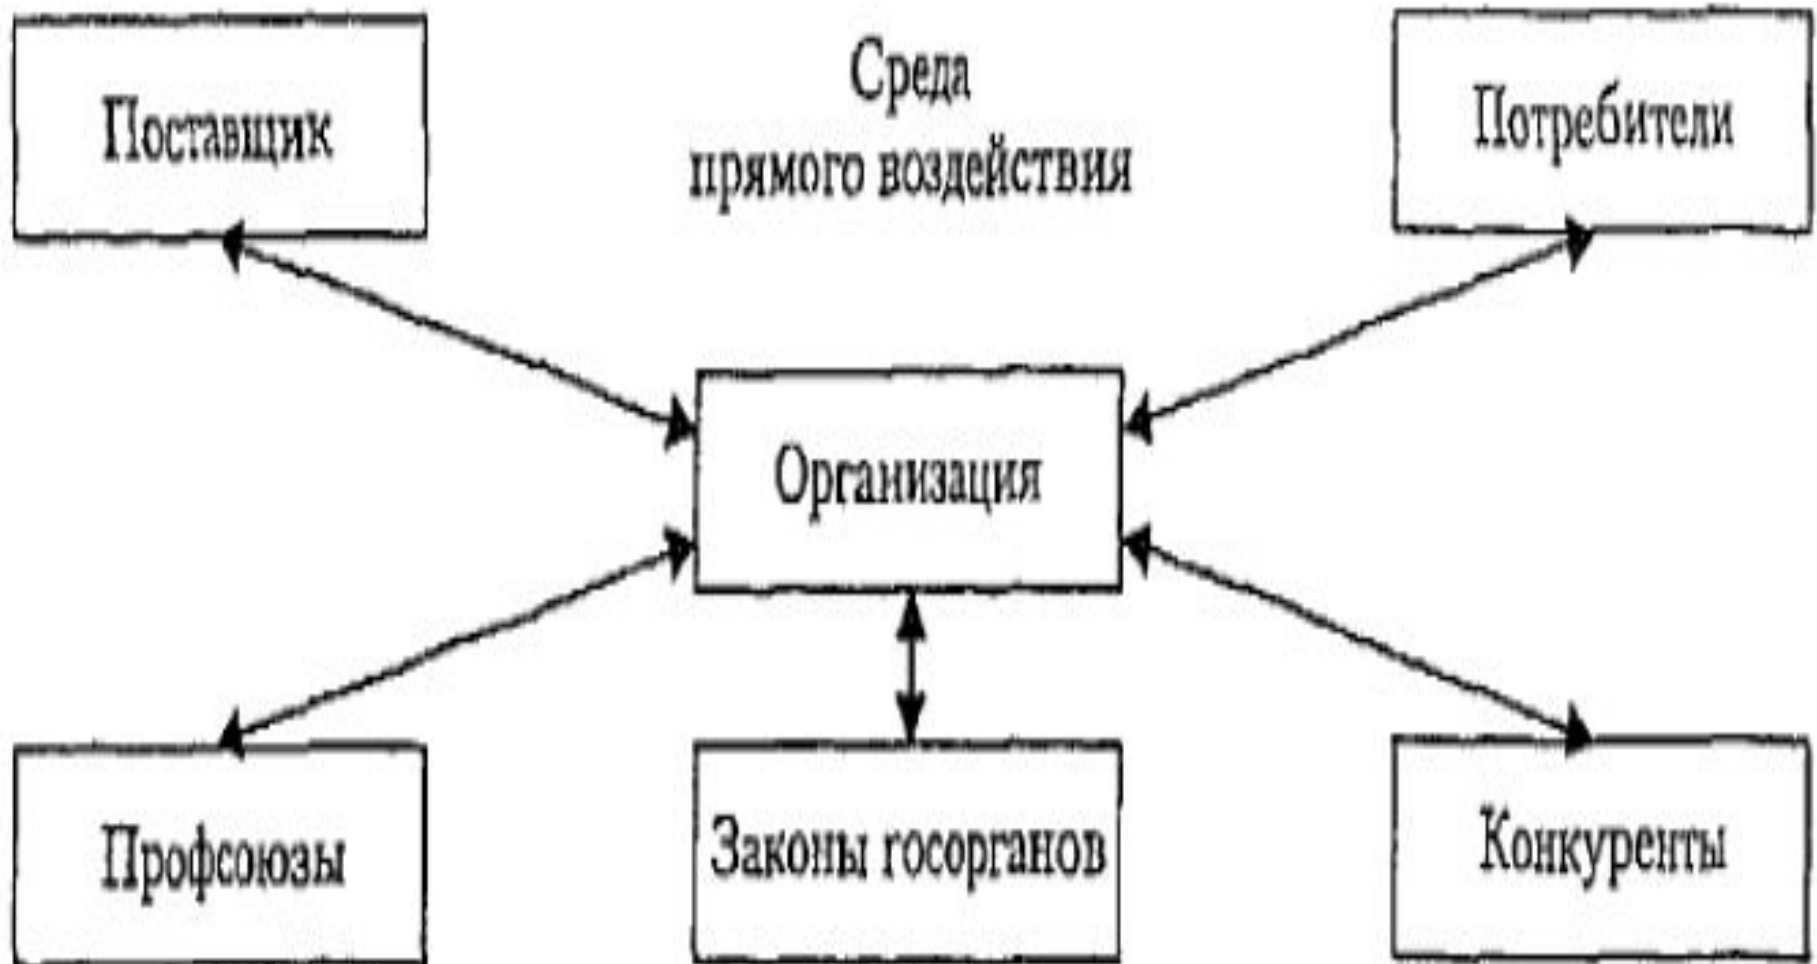 Поставщик
Среда
прямого воздействия
Потребители
Организация
Профсоюзы
Законы госорганов
Конкуренты